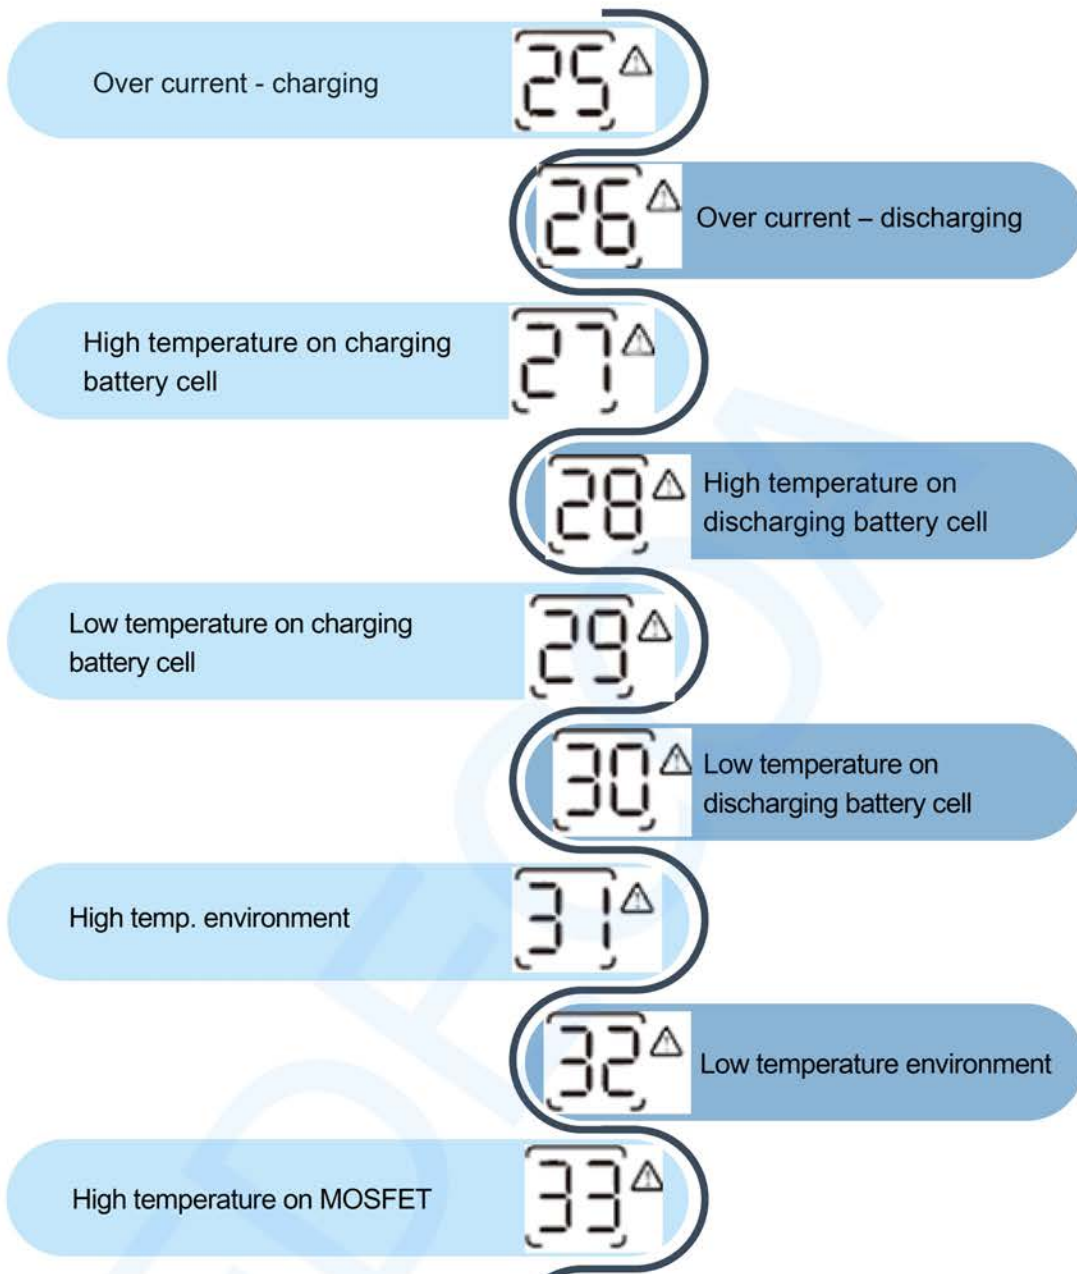 Over current - charging
25
26
Over current – discharging
High temperature on charging
battery cell
27
28
High temperature on
discharging battery cell
Low temperature on charging
battery cell
29
30
Low temperature on
discharging battery cell
High temp. environment
31
32
Low temperature environment
High temperature on MOSFET
33